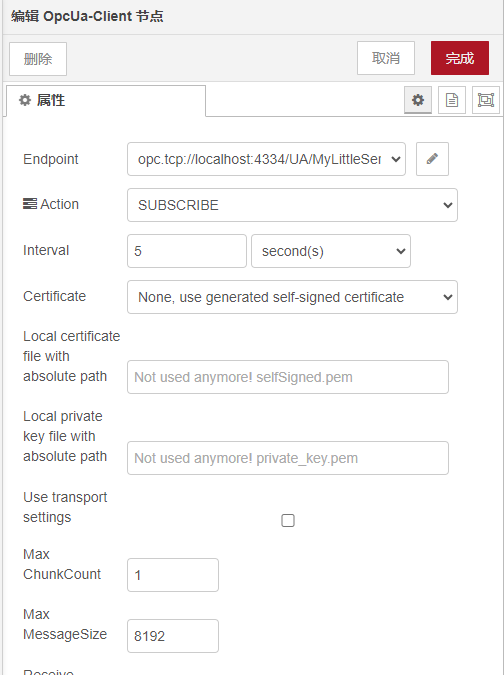 编辑 OpcUa-Client 节点
删除
取消
完成
属性
Endpoint
opc.tcp://localhost:4334/UA/MyLittleSer
Action
SUBSCRIBE
Interval
5
second(s)
Certificate
None, use generated self-signed certificate
Local certificate
file with
absolute path
Not used anymore! selfSigned.pem
Local private
key file with
absolute path
Not used anymore! private_key.pem
Use transport
settings
Max
ChunkCount
1
Max
MessageSize
8192
Receive